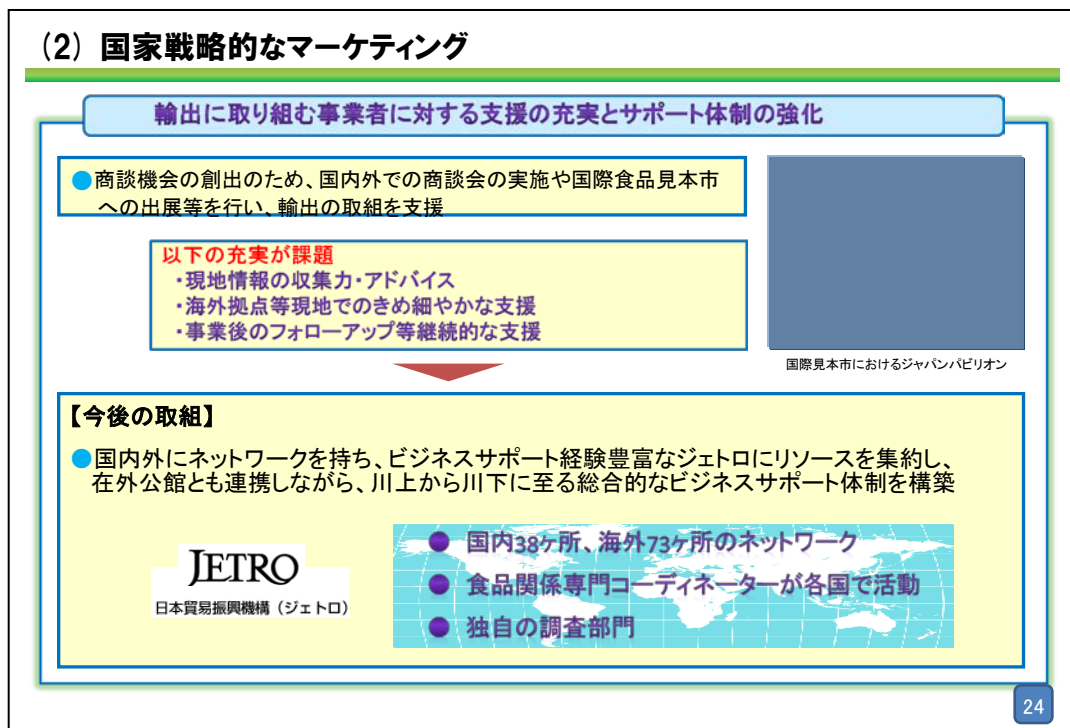 (2) 国家戦略的なマーケティング
輸出に取り組む事業者に対する支援の充実とサポート体制の強化
●商談機会の創出のため、国内外での商談会の実施や国際食品見本市
への出展等を行い、輸出の取組を支援
以下の充実が課題
・現地情報の収集力・アドバイス
・海外拠点等現地でのきめ細やかな支援
・事業後のフォローアップ等継続的な支援
国際見本市におけるジャパンパビリオン
【今後の取組】
●国内外にネットワークを持ち、ビジネスサポート経験豊富なジェトロにリソースを集約し、
在外公館とも連携しながら、川上から川下に至る総合的なビジネスサポート体制を構築
JETRO
日本貿易振興機構（ジェトロ）
● 国内38ヶ所、海外73ヶ所のネットワーク
● 食品関係専門コーディネーターが各国で活動
● 独自の調査部門
24